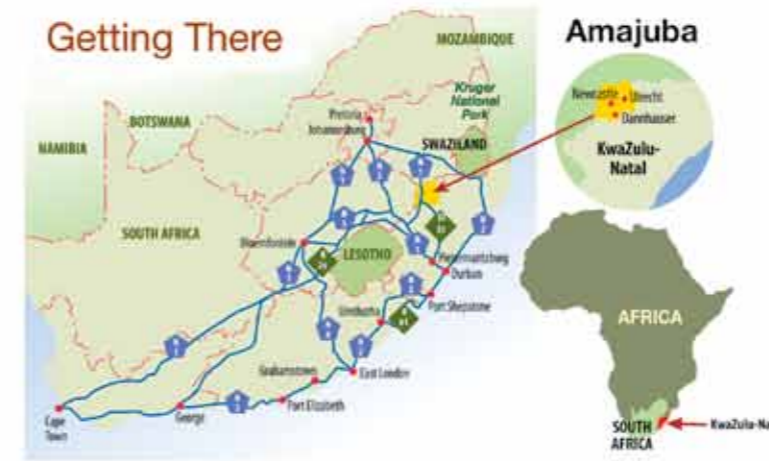 Getting There
MOZAMBIQUE
Kruger
National
Park
BOTSWANA
Pretoria
Johannesburg
NAMIBIA
SWAZILAND
SOUTH AFRICA
Bloemfontein
LESOTHO
Pietermaritzburg
Durban
Umthatha
Port Shepstone
Grahamstown
East London
Cape
Town
George
Port Elizabeth
Amajuba
Newcastle
Utrecht
Dannhauser
KwaZulu-
Natal
AFRICA
SOUTH
AFRICA
KwaZulu-Na